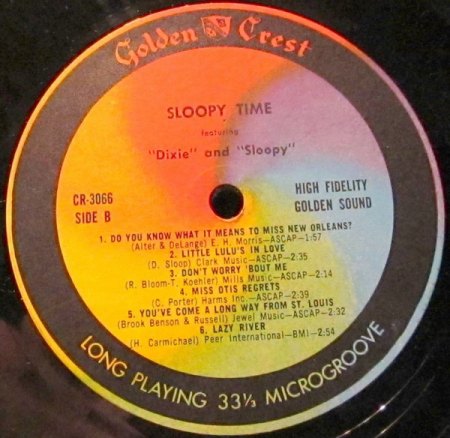 Golden Crest
SLOOPY TIME
featuring
"Dixie" and "Sloopy"
CR-3066
SIDE B
HIGH FIDELITY
GOLDEN SOUND
1. DO YOU KNOW WHAT IT MEANS TO MISS NEW ORLEANS?
(Alter & DeLange) E. H. Morris—ASCAP—1:57
2. LITTLE LULU'S IN LOVE
(D. Sloop) Clark Music—ASCAP—2:35
3. DON'T WORRY 'BOUT ME
(R. Bloom-T. Koehler) Mills Music—ASCAP—2:14
4. MISS OTIS REGRETS
(C. Porter) Harms Inc.—ASCAP—2:39
5. YOU'VE COME A LONG WAY FROM ST. LOUIS
(Brook Benson & Russell) Jewel Music—ASCAP—2:32
6. LAZY RIVER
(H. Carmichael) Peer International—BMI—2:54
LONG PLAYING 33⅓ MICROGROOVE